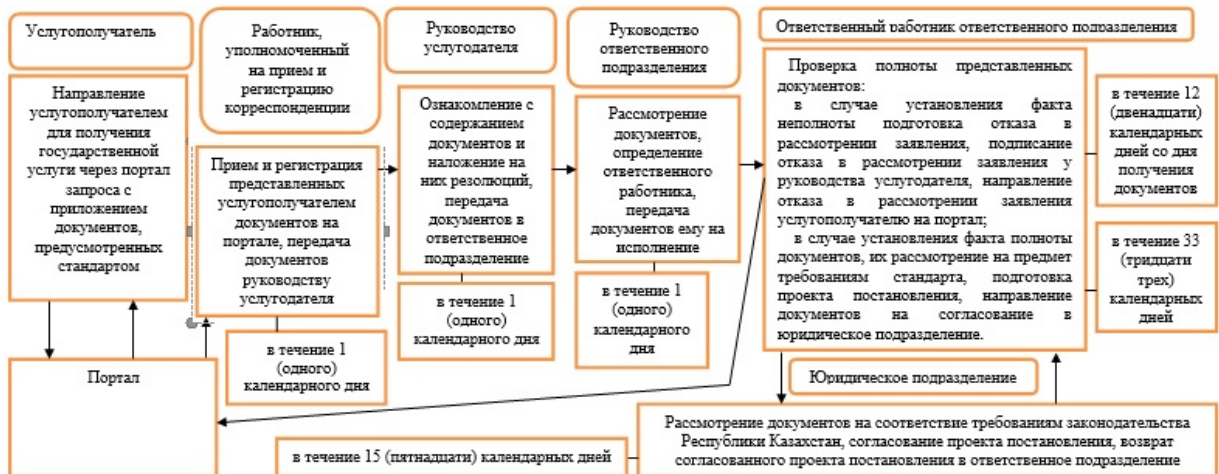 Услугополучатель
Направление
услугополучателем
для получения
государственной
услуги через портал
запроса с
приложением
документов,
предусмотренных
стандартом
Портал
Работник,
уполномоченный
на прием и
регистрацию
корреспонденции
Прием и регистрация
представленных
услугополучателем
документов на
портале, передача
документов
руководству
услугодателя
в течение 1
(одного)
календарного дня
Руководство
услугодателя
Ознакомление с
содержанием
документов и
наложение на
них резолюций,
передача
документов в
ответственное
подразделение
в течение 1
(одного)
календарного дня
Руководство
ответственного
подразделения
Рассмотрение
документов,
определение
ответственного
работника,
передача
документов ему на
исполнение
в течение 1
(одного)
календарного
дня
Ответственный работник ответственного подразделения
Проверка полноты представленных
документов:
в случае установления факта
неполноты подготовка отказа в
рассмотрении заявления, подписание
отказа в рассмотрении заявления у
руководства услугодателя, направление
отказа в рассмотрении заявления
услугополучателю на портал;
в случае установления факта полноты
документов, их рассмотрение на предмет
требованиям стандарта, подготовка
проекта постановления, направление
документов на согласование в
юридическое подразделение.
в течение 12
(двенадцати)
календарных
дней со дня
получения
документов
в течение 33
(тридцати
трех)
календарных
дней
Юридическое подразделение
Рассмотрение документов на соответствие требованиям законодательства
Республики Казахстан, согласование проекта постановления, возврат
согласованного проекта постановления в ответственное подразделение
в течение 15 (пятнадцати) календарных дней